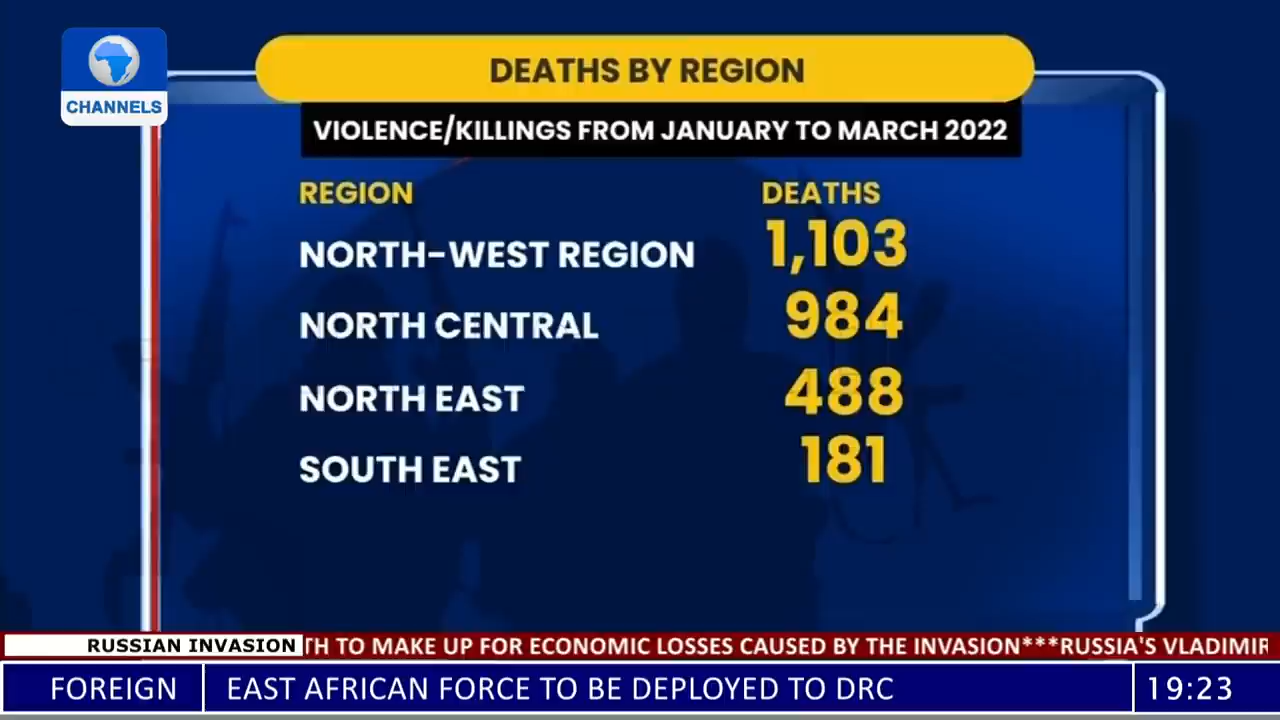 CHANNELS
DEATHS BY REGION
VIOLENCE/KILLINGS FROM JANUARY TO MARCH 2022
REGION DEATHS
NORTH-WEST REGION 1,103
NORTH CENTRAL 984
NORTH EAST 488
SOUTH EAST 181
RUSSIAN INVASION TH TO MAKE UP FOR ECONOMIC LOSSES CAUSED BY THE INVASION***RUSSIA'S VLADIMIR
FOREIGN EAST AFRICAN FORCE TO BE DEPLOYED TO DRC 19:23